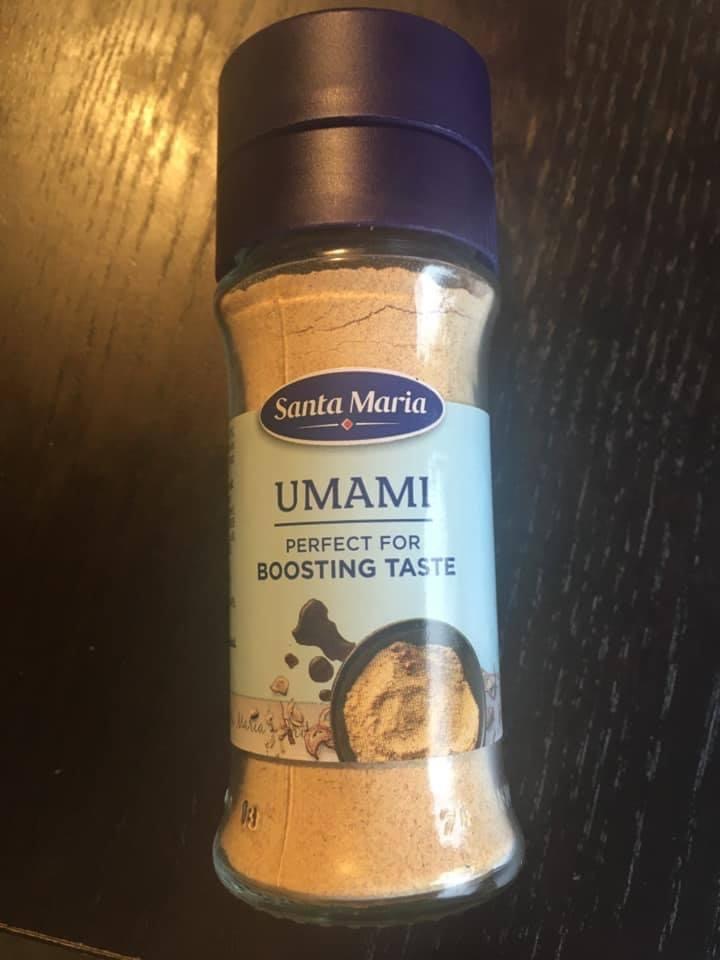 Santa Maria
UMAMI
PERFECT FOR
BOOSTING TASTE